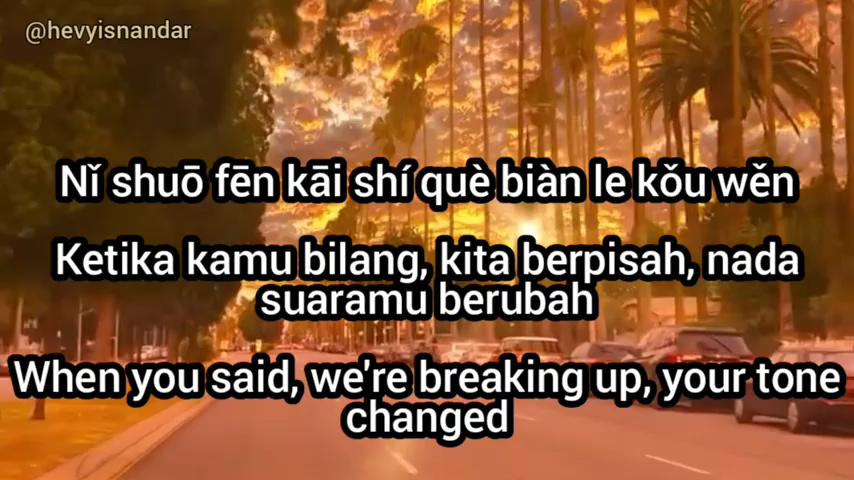 @hevyisnandar
Nǐ shuō fēn kāi shí què biàn le kǒu wěn
Ketika kamu bilang, kita berpisah, nada
suaramu berubah
When you said, we're breaking up, your tone
changed